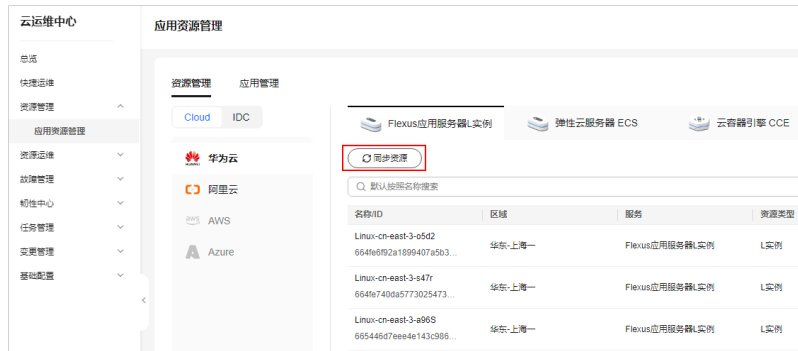 云运维中心
应用资源管理
总览
快捷运维
资源管理
应用资源管理
资源运维
故障管理
韧性中心
任务管理
变更管理
基础配置
资源管理 应用管理
Cloud IDC
华为云
阿里云
aws AWS
Azure
Flexus应用服务器L实例 弹性云服务器 ECS 云容器引擎 CCE
同步资源
默认按照名称搜索
名称/ID 区域 服务 资源类型
Linux-cn-east-3-o5d2
664fe6f92a1899407a5b3...
华东-上海一 Flexus应用服务器L实例 L实例
Linux-cn-east-3-s47r
664fe740da5773025473...
华东-上海一 Flexus应用服务器L实例 L实例
Linux-cn-east-3-a96S
665446d7eee4e143c986...
华东-上海一 Flexus应用服务器L实例 L实例